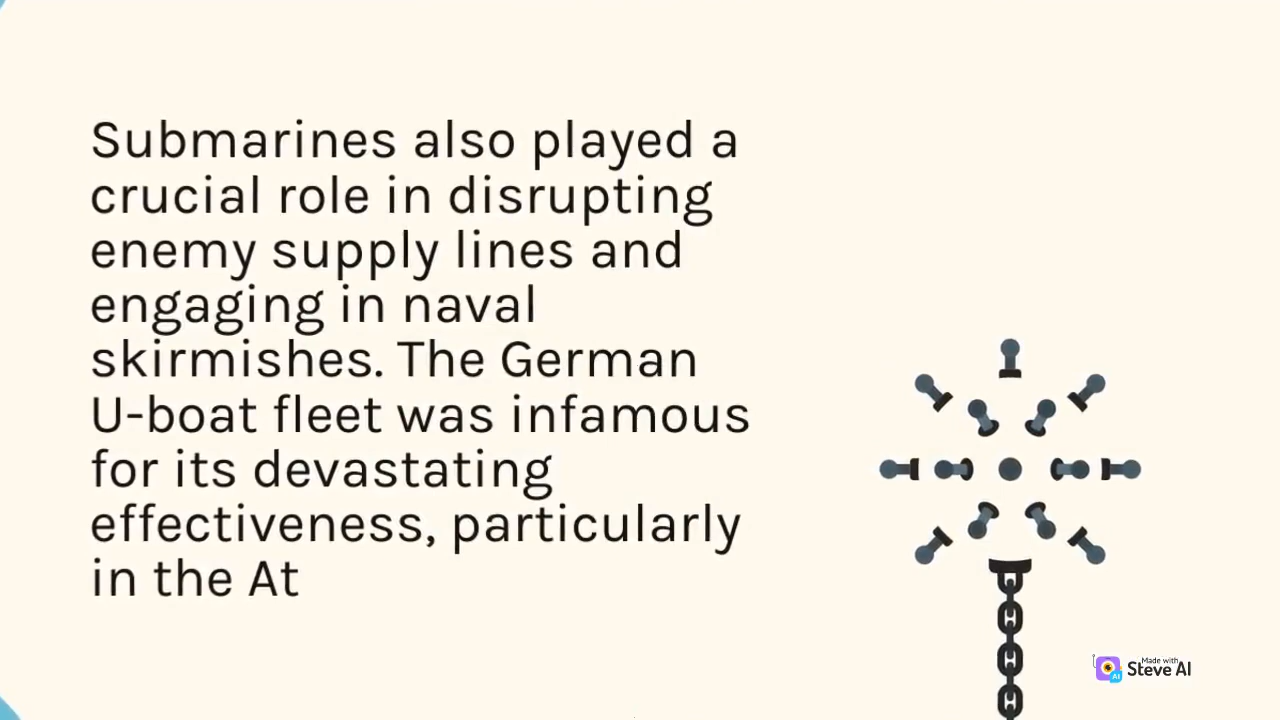 Submarines also played a
crucial role in disrupting
enemy supply lines and
engaging in naval
skirmishes. The German
U-boat fleet was infamous
for its devastating
effectiveness, particularly
in the At
Made with
AI Steve AI